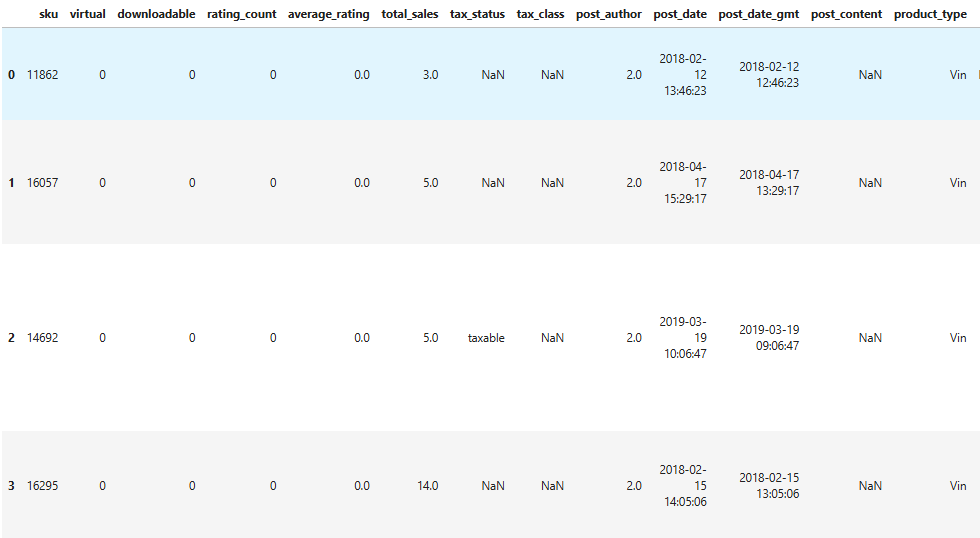 sku virtual downloadable rating_count average_rating total_sales tax_status tax_class post_author post_date post_date_gmt post_content product_type
0 11862 0 0 0 0.0 3.0 NaN NaN 2.0 2018-02-12 13:46:23 2018-02-12 12:46:23 NaN Vin
1 16057 0 0 0 0.0 5.0 NaN NaN 2.0 2018-04-17 15:29:17 2018-04-17 13:29:17 NaN Vin
2 14692 0 0 0 0.0 5.0 taxable NaN 2.0 2019-03-19 10:06:47 2019-03-19 09:06:47 NaN Vin
3 16295 0 0 0 0.0 14.0 NaN NaN 2.0 2018-02-15 14:05:06 2018-02-15 13:05:06 NaN Vin